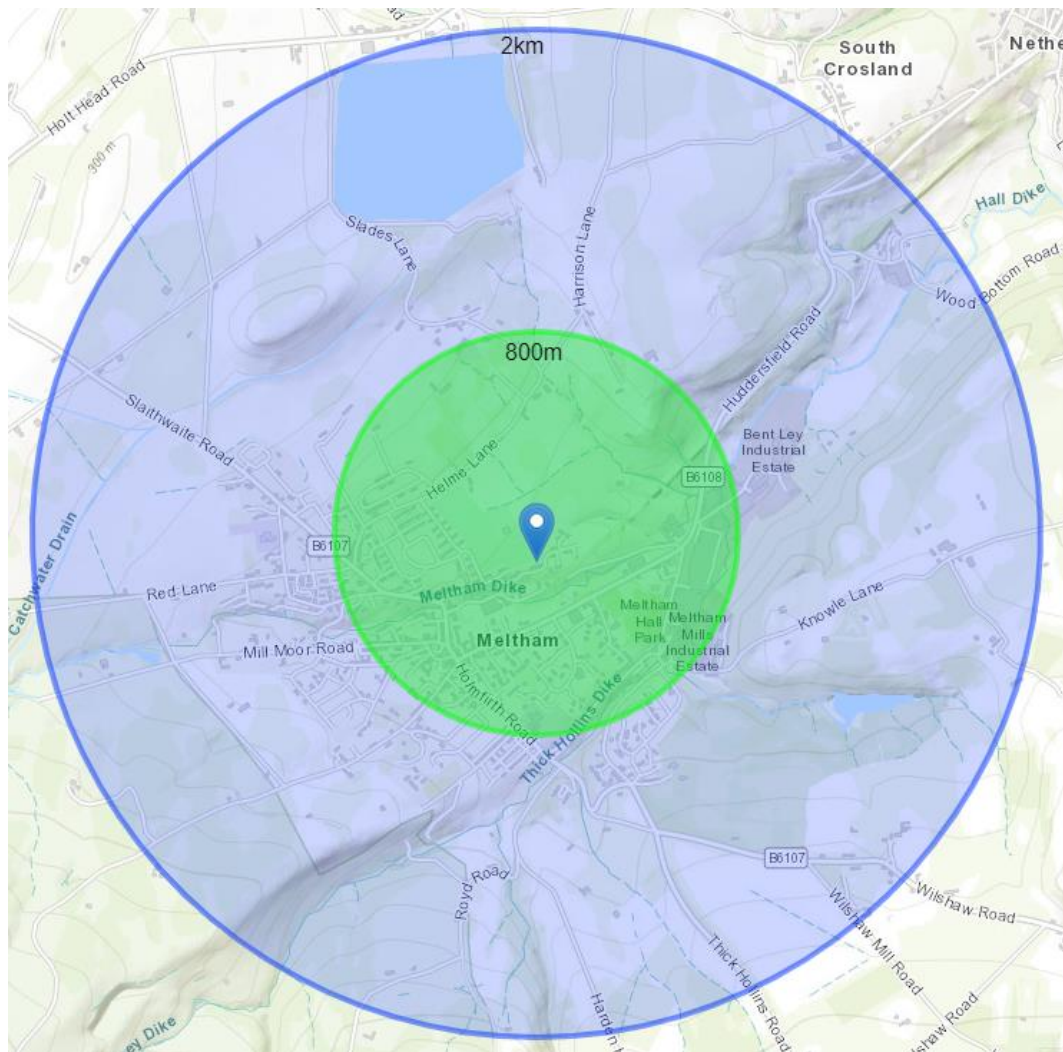 2km
South
Crosland
Nethe
Holt Head Road
300 m
Hall Dike
Slades Lane
Harrison Lane
Wood Bottom Road
800m
Huddersfield Road
Slaithwaite Road
Bent Ley
Industrial
Estate
Helme Lane
B6108
B6107
Catchwater Drain
Red Lane
Meltham Dike
Knowle Lane
Meltham
Hall
Park
Meltham
Mills
Industrial
Estate
Meltham
Mill Moor Road
Holmfirth Road
Thick Hollins Dike
B6107
Royd Road
Wilshaw Road
Wilshaw Mill Road
Thick Hollins Road
Harden
lshaw Road
ey Dike